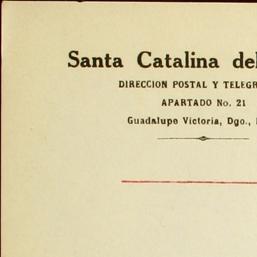 Santa Catalina del
DIRECCION POSTAL Y TELEGR
APARTADO No. 21
Guadalupe Victoria, Dgo.,